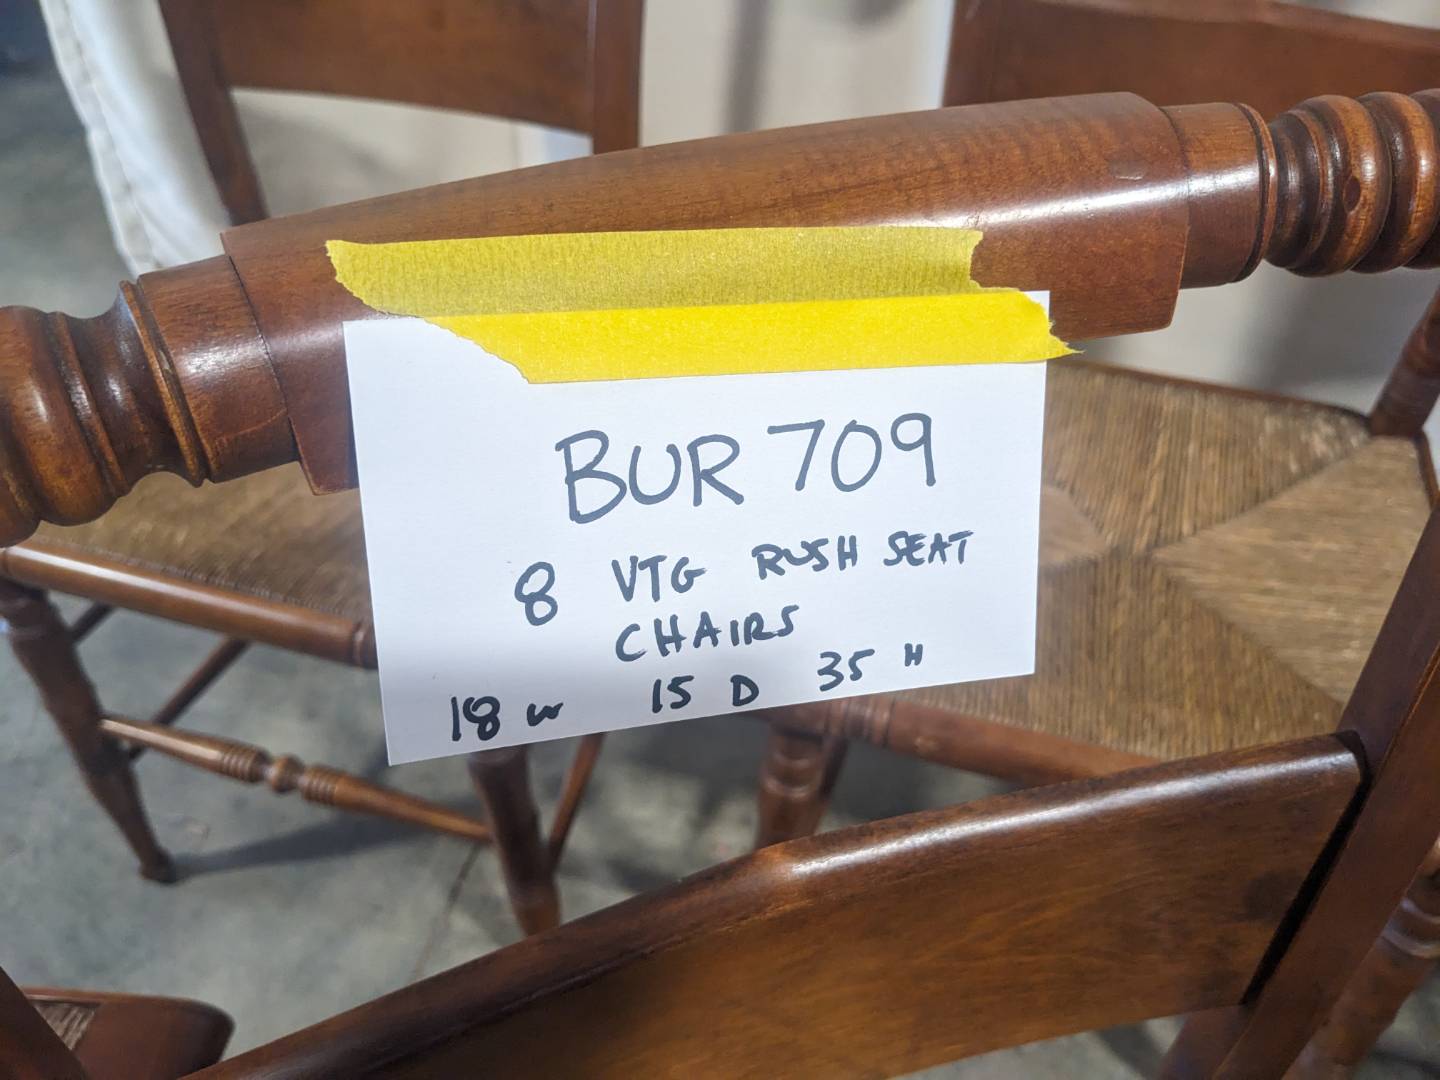 BUR 709
8 VTG RUSH SEAT
CHAIRS
18 W 15 D 35 H